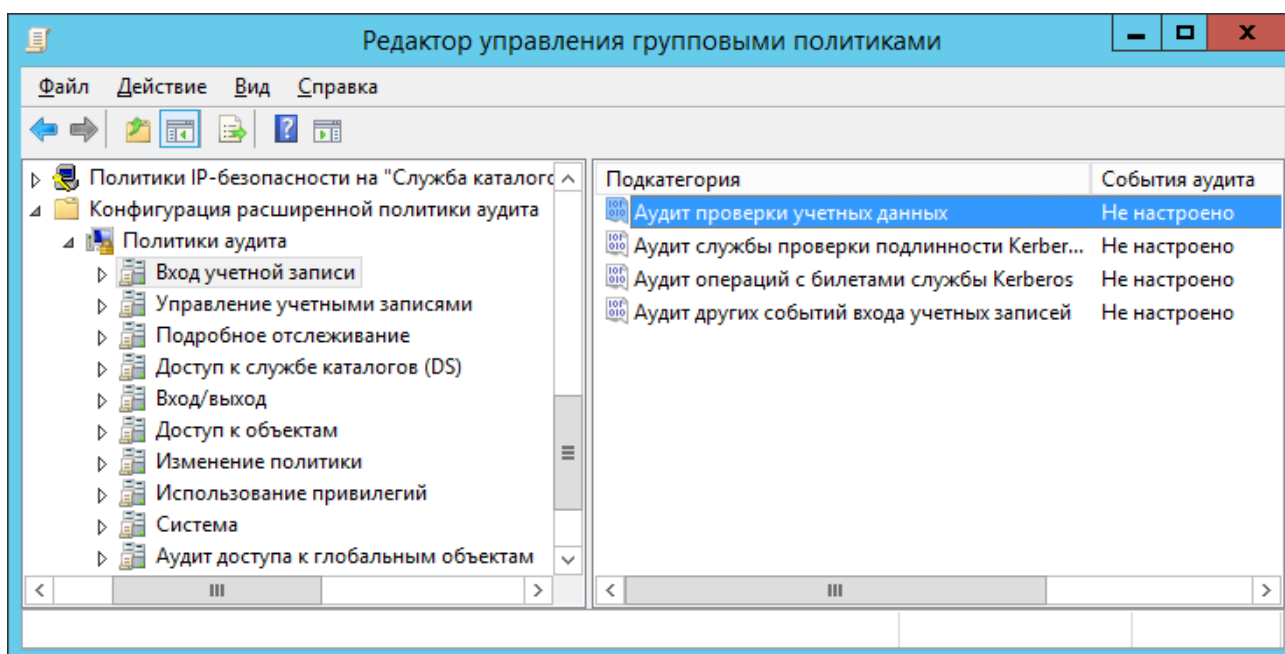 Редактор управления групповыми политиками
Файл Действие Вид Справка
Политики IP-безопасности на "Служба каталогс
Конфигурация расширенной политики аудита
Политики аудита
Вход учетной записи
Управление учетными записями
Подробное отслеживание
Доступ к службе каталогов (DS)
Вход/выход
Доступ к объектам
Изменение политики
Использование привилегий
Система
Аудит доступа к глобальным объектам
Подкатегория События аудита
Аудит проверки учетных данных Не настроено
Аудит службы проверки подлинности Kerber... Не настроено
Аудит операций с билетами службы Kerberos Не настроено
Аудит других событий входа учетных записей Не настроено